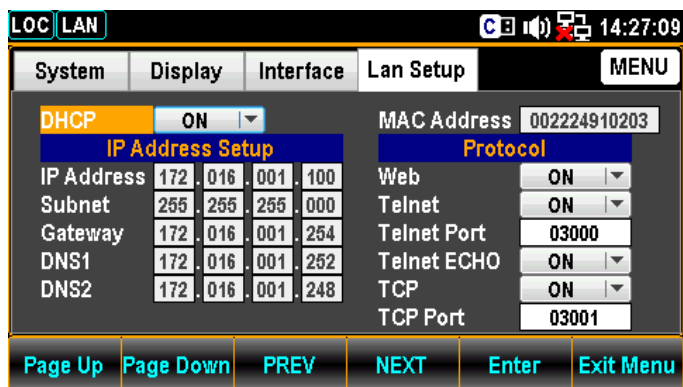 LOC LAN C 14:27:09
System Display Interface Lan Setup MENU
DHCP ON
IP Address Setup
IP Address 172 . 016 . 001 . 100
Subnet 255 . 255 . 255 . 000
Gateway 172 . 016 . 001 . 254
DNS1 172 . 016 . 001 . 252
DNS2 172 . 016 . 001 . 248
MAC Address 002224910203
Protocol
Web ON
Telnet ON
Telnet Port 03000
Telnet ECHO ON
TCP ON
TCP Port 03001
Page Up Page Down PREV NEXT Enter Exit Menu